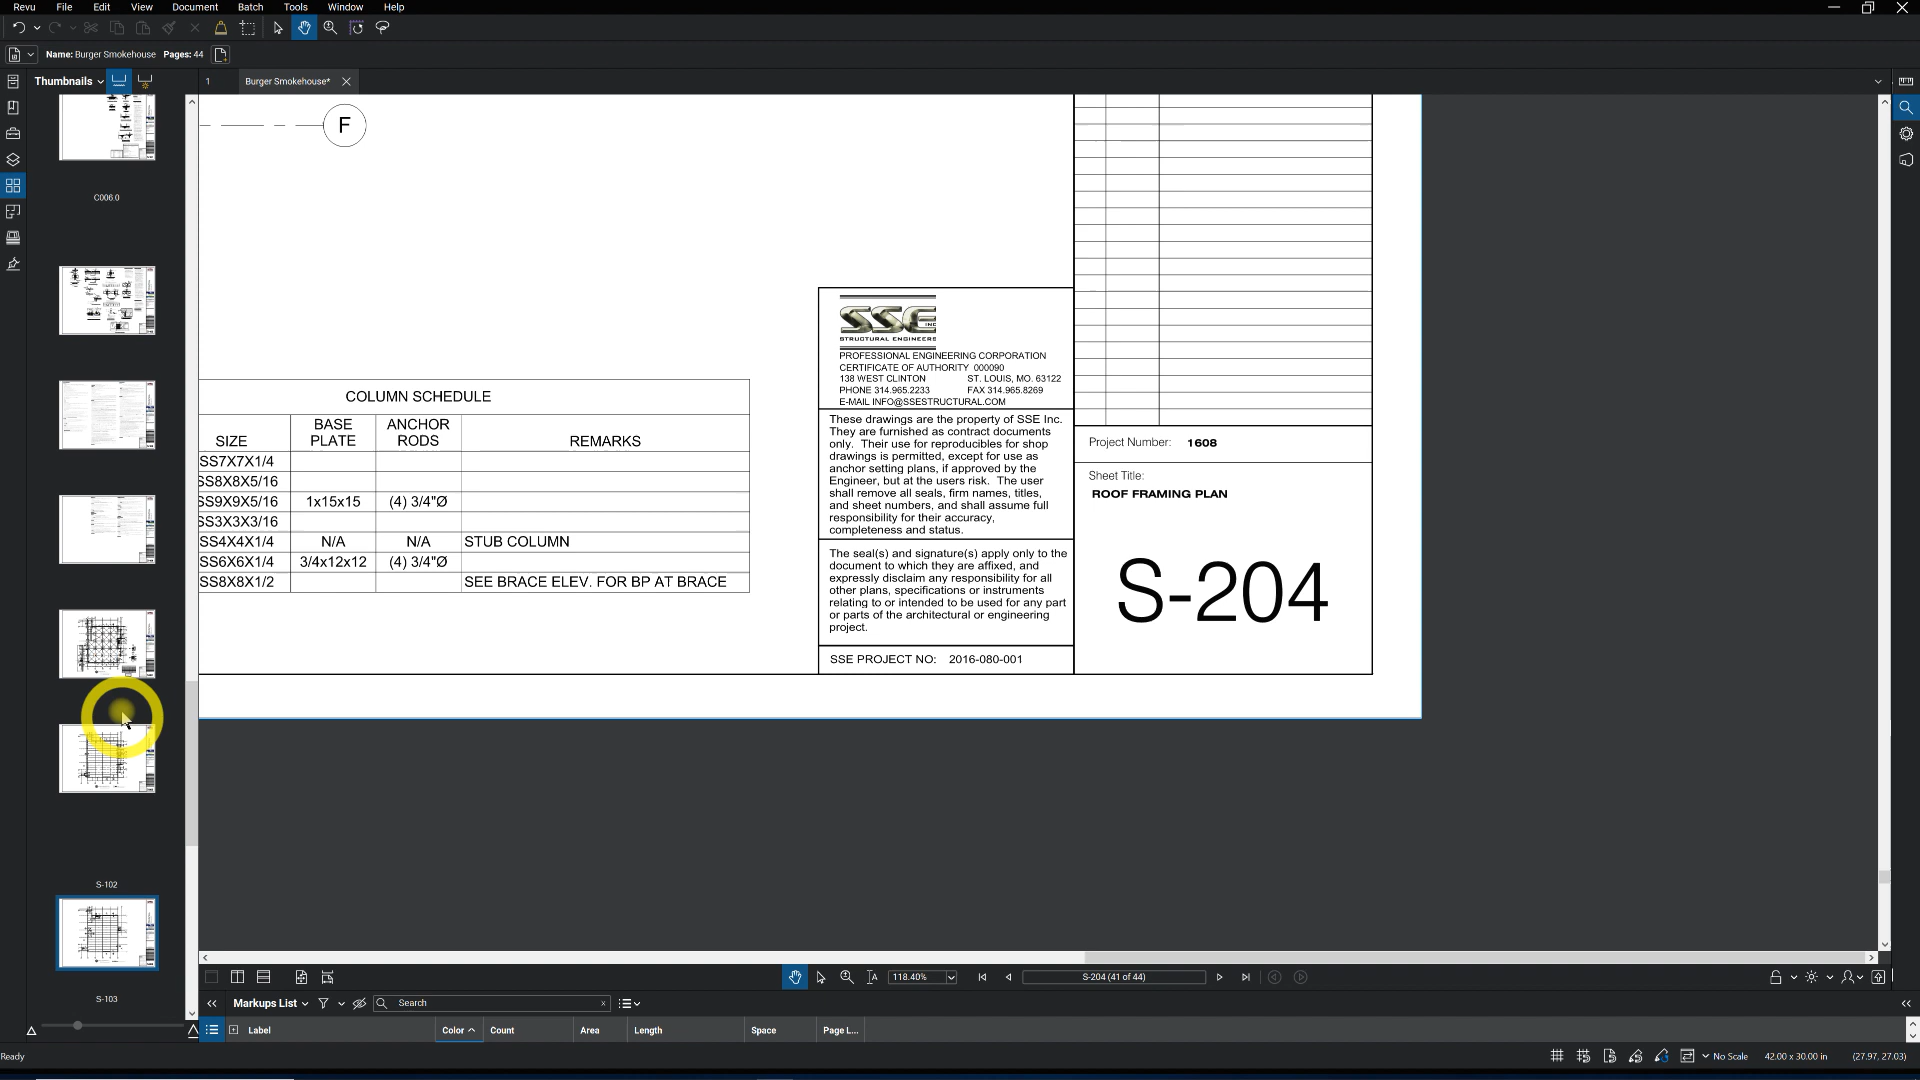 Revu File Edit View Document Batch Tools Window Help
Name: Burger Smokehouse Pages: 44
Thumbnails
1 Burger Smokehouse*
C006.0
S-102
S-103
F
COLUMN SCHEDULE
SIZE BASE PLATE ANCHOR RODS REMARKS
SS7X7X1/4
SS8X8X5/16
SS9X9X5/16 1x15x15 (4) 3/4"Ø
SS3X3X3/16
SS4X4X1/4 N/A N/A STUB COLUMN
SS6X6X1/4 3/4x12x12 (4) 3/4"Ø
SS8X8X1/2 SEE BRACE ELEV. FOR BP AT BRACE
SSE INC
STRUCTURAL ENGINEERS
PROFESSIONAL ENGINEERING CORPORATION
CERTIFICATE OF AUTHORITY 000090
138 WEST CLINTON ST. LOUIS, MO. 63122
PHONE 314.965.2233 FAX 314.965.8269
E-MAIL INFO@SSESTRUCTURAL.COM
These drawings are the property of SSE Inc.
They are furnished as contract documents
only. Their use for reproducibles for shop
drawings is permitted, except for use as
anchor setting plans, if approved by the
Engineer, but at the users risk. The user
shall remove all seals, firm names, titles,
and sheet numbers, and shall assume full
responsibility for their accuracy,
completeness and status.
The seal(s) and signature(s) apply only to the
document to which they are affixed, and
expressly disclaim any responsibility for all
other plans, specifications or instruments
relating to or intended to be used for any part
or parts of the architectural or engineering
project.
SSE PROJECT NO: 2016-080-001
Project Number: 1608
Sheet Title:
ROOF FRAMING PLAN
S-204
118.40% S-204 (41 of 44)
Markups List Search
Label Color Count Area Length Space Page L...
Ready No Scale 42.00 x 30.00 in (27.97, 27.03)